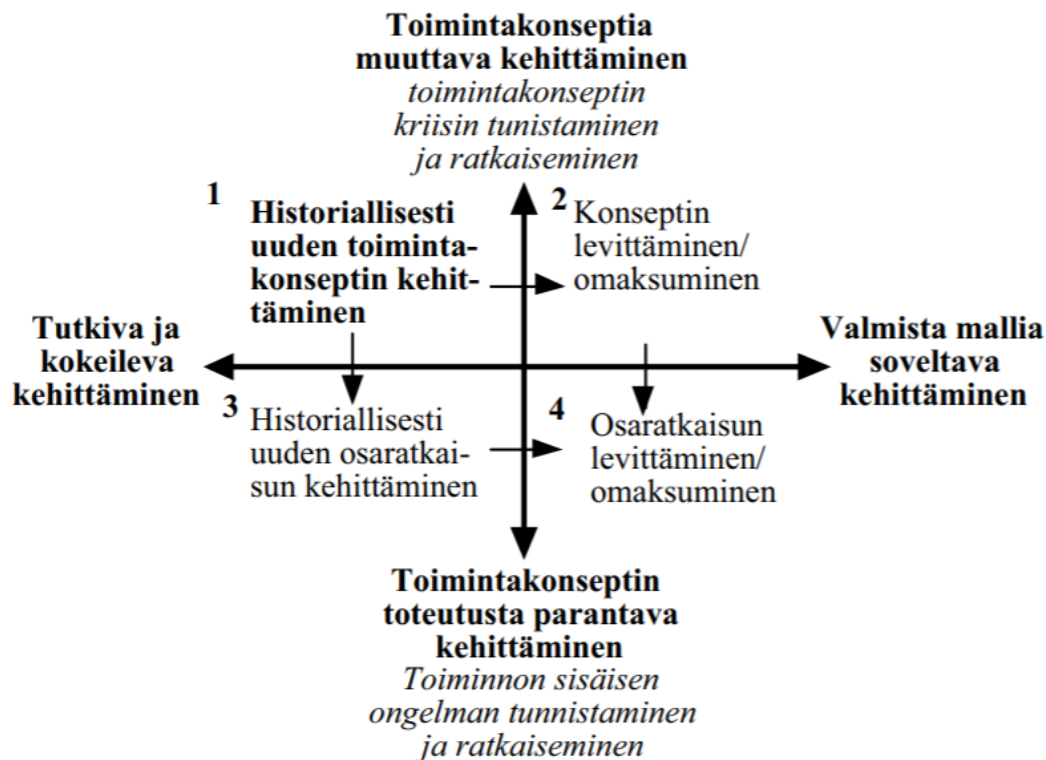 Toimintakonseptia
muuttava kehittäminen
toimintakonseptin
kriisin tunistaminen
ja ratkaiseminen
1
Historiallisesti
uuden toiminta-
konseptin kehit-
täminen
2
Konseptin
levittäminen/
omaksuminen
Tutkiva ja
kokeileva
kehittäminen
Valmista mallia
soveltava
kehittäminen
3
Historiallisesti
uuden osaratkai-
sun kehittäminen
4
Osaratkaisun
levittäminen/
omaksuminen
Toimintakonseptin
toteutusta parantava
kehittäminen
Toiminnon sisäisen
ongelman tunnistaminen
ja ratkaiseminen